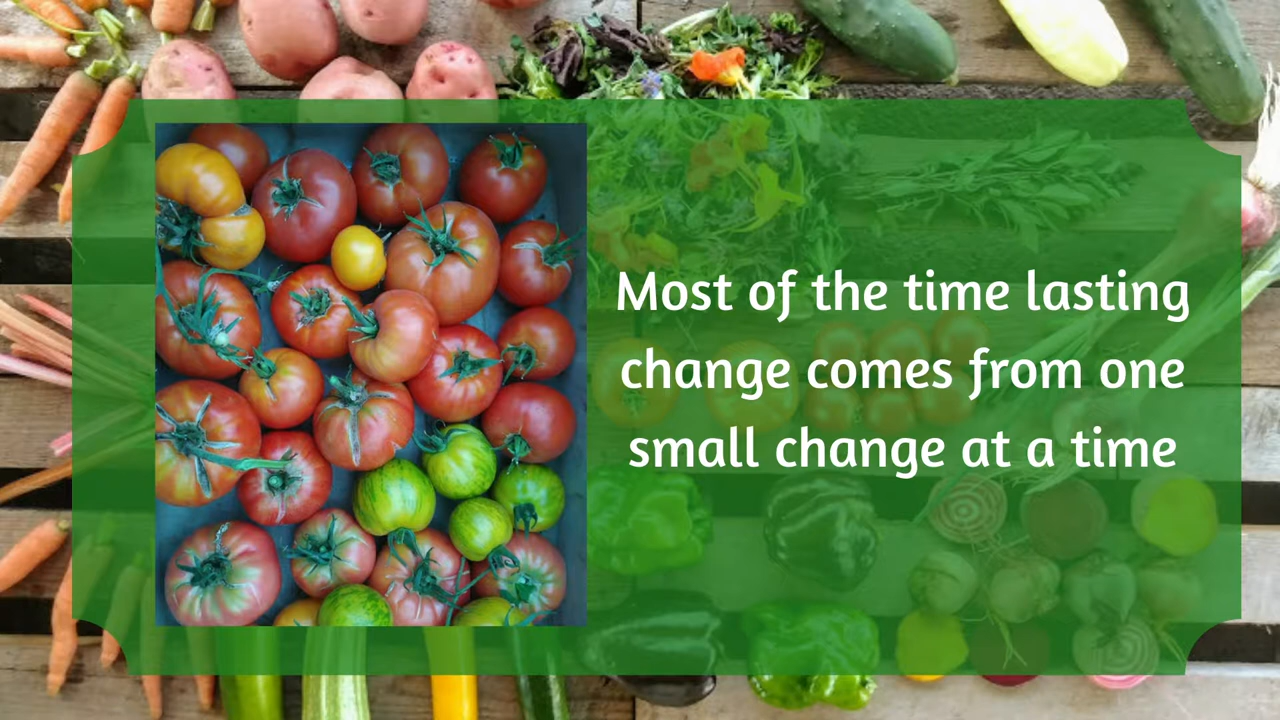 Most of the time lasting
change comes from one
small change at a time